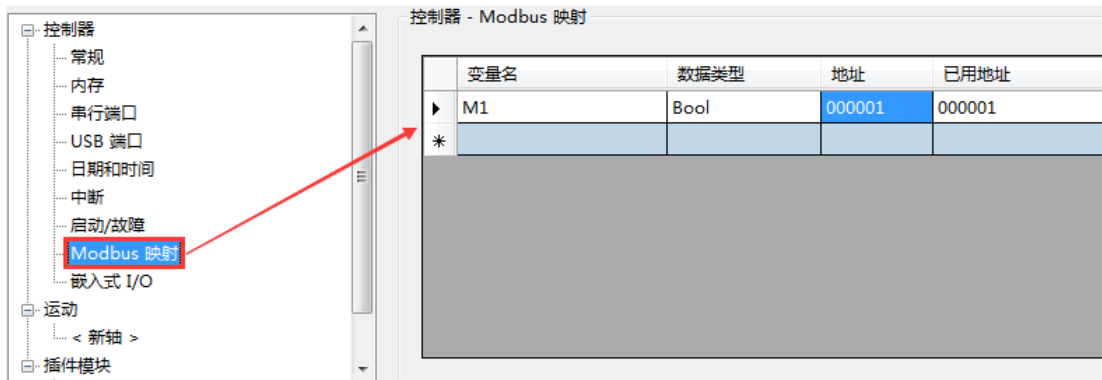 控制器
常规
内存
串行端口
USB 端口
日期和时间
中断
启动/故障
Modbus 映射
嵌入式 I/O
运动
< 新轴 >
插件模块
控制器 - Modbus 映射
变量名 数据类型 地址 已用地址
M1 Bool 000001 000001